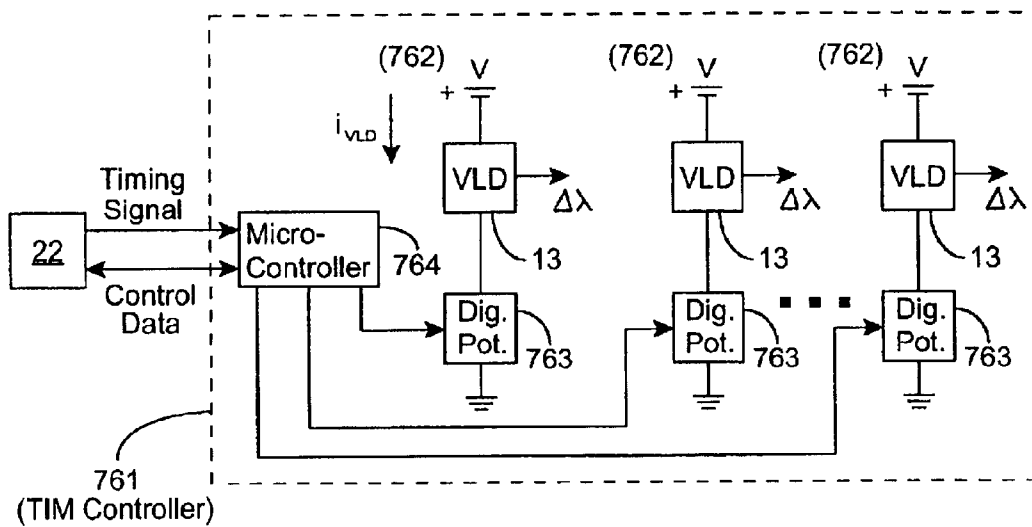 (762) V (762) V (762) V
+ + +
iVLD
VLD VLD VLD
Δλ Δλ Δλ
13 13 13
Timing
Signal
22
Micro-
Controller
764
Control
Data
Dig.
Pot.
763
Dig.
Pot.
763
Dig.
Pot.
763
761
(TIM Controller)